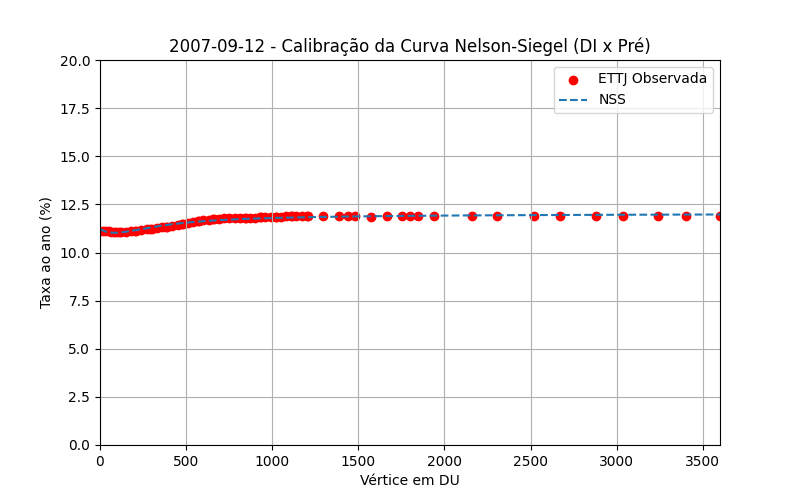 2007-09-12 - Calibração da Curva Nelson-Siegel (DI x Pré)
ETTJ Observada
NSS
Taxa ao ano (%)
20.0
17.5
15.0
12.5
10.0
7.5
5.0
2.5
0.0
0 500 1000 1500 2000 2500 3000 3500
Vértice em DU